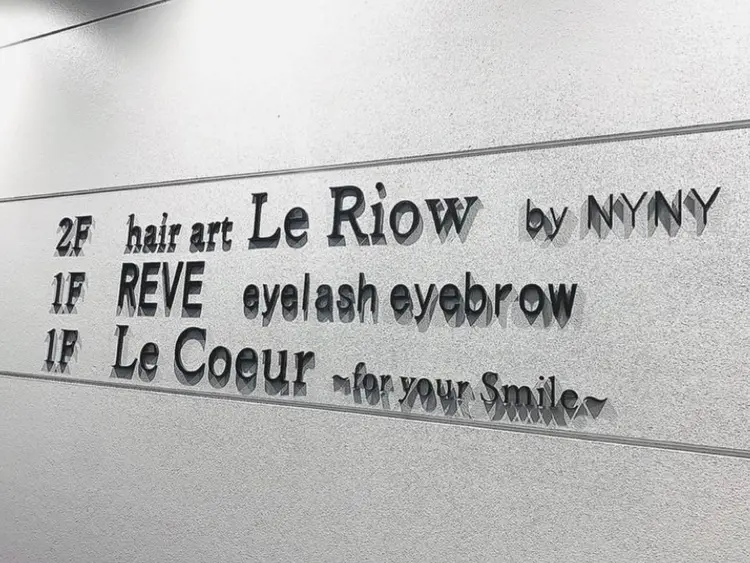 2F hair art Le Riow by NYNY
1F REVE eyelash eyebrow
1F Le Coeur ~for your Smile~